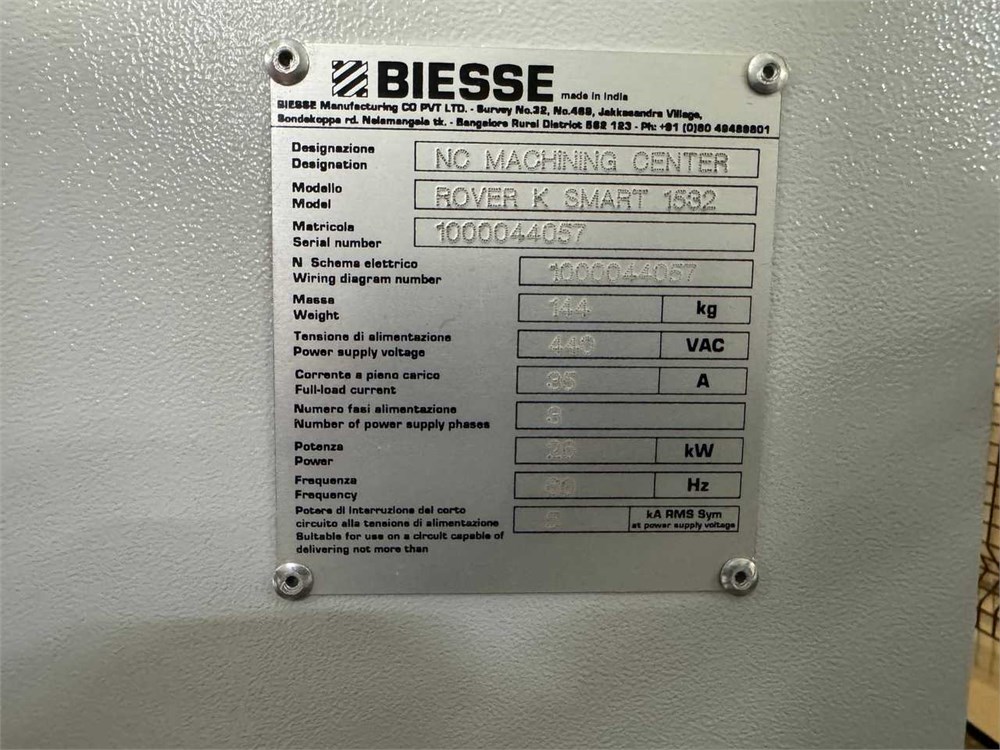 BIESSE made in India
BIESSE Manufacturing CO PVT LTD. - Survey No.32, No.469, Jakkasandra Village,
Sondekoppa rd. Nelamangala tk. - Bangalore Rural District 562 123 - Ph: +91 (0)80 49489801
Designazione
Designation
NC MACHINING CENTER
Modello
Model
ROVER K SMART 1532
Matricola
Serial number
1000044057
N Schema elettrico
Wiring diagram number
1000044057
Massa
Weight
144 kg
Tensione di alimentazione
Power supply voltage
440 VAC
Corrente a pieno carico
Full-load current
35 A
Numero fasi alimentazione
Number of power supply phases
3
Potenza
Power
kW
Frequenza
Frequency
60 Hz
Potere di interruzione del corto
circuito alla tensione di alimentazione
Suitable for use on a circuit capable of
delivering not more than
5 kA RMS Sym
at power supply voltage